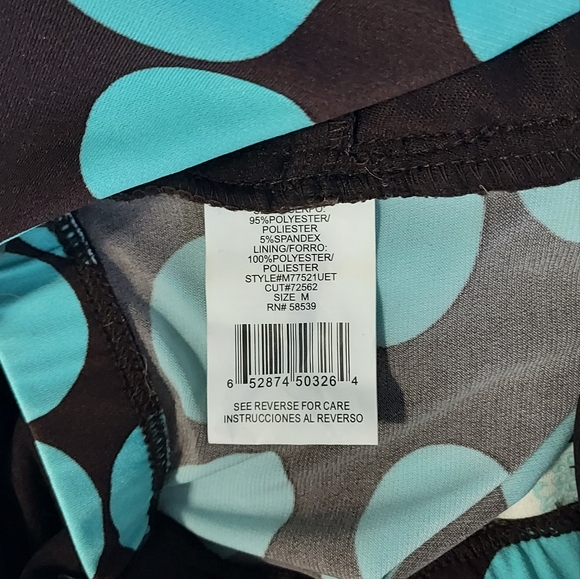 95%POLYESTER/
POLIESTER
5%SPANDEX
LINING/FORRO:
100%POLYESTER/
POLIESTER
STYLE#M77521UET
CUT#72562
SIZE M
RN# 58539
6 52874 50326 4
SEE REVERSE FOR CARE
INSTRUCCIONES AL REVERSO